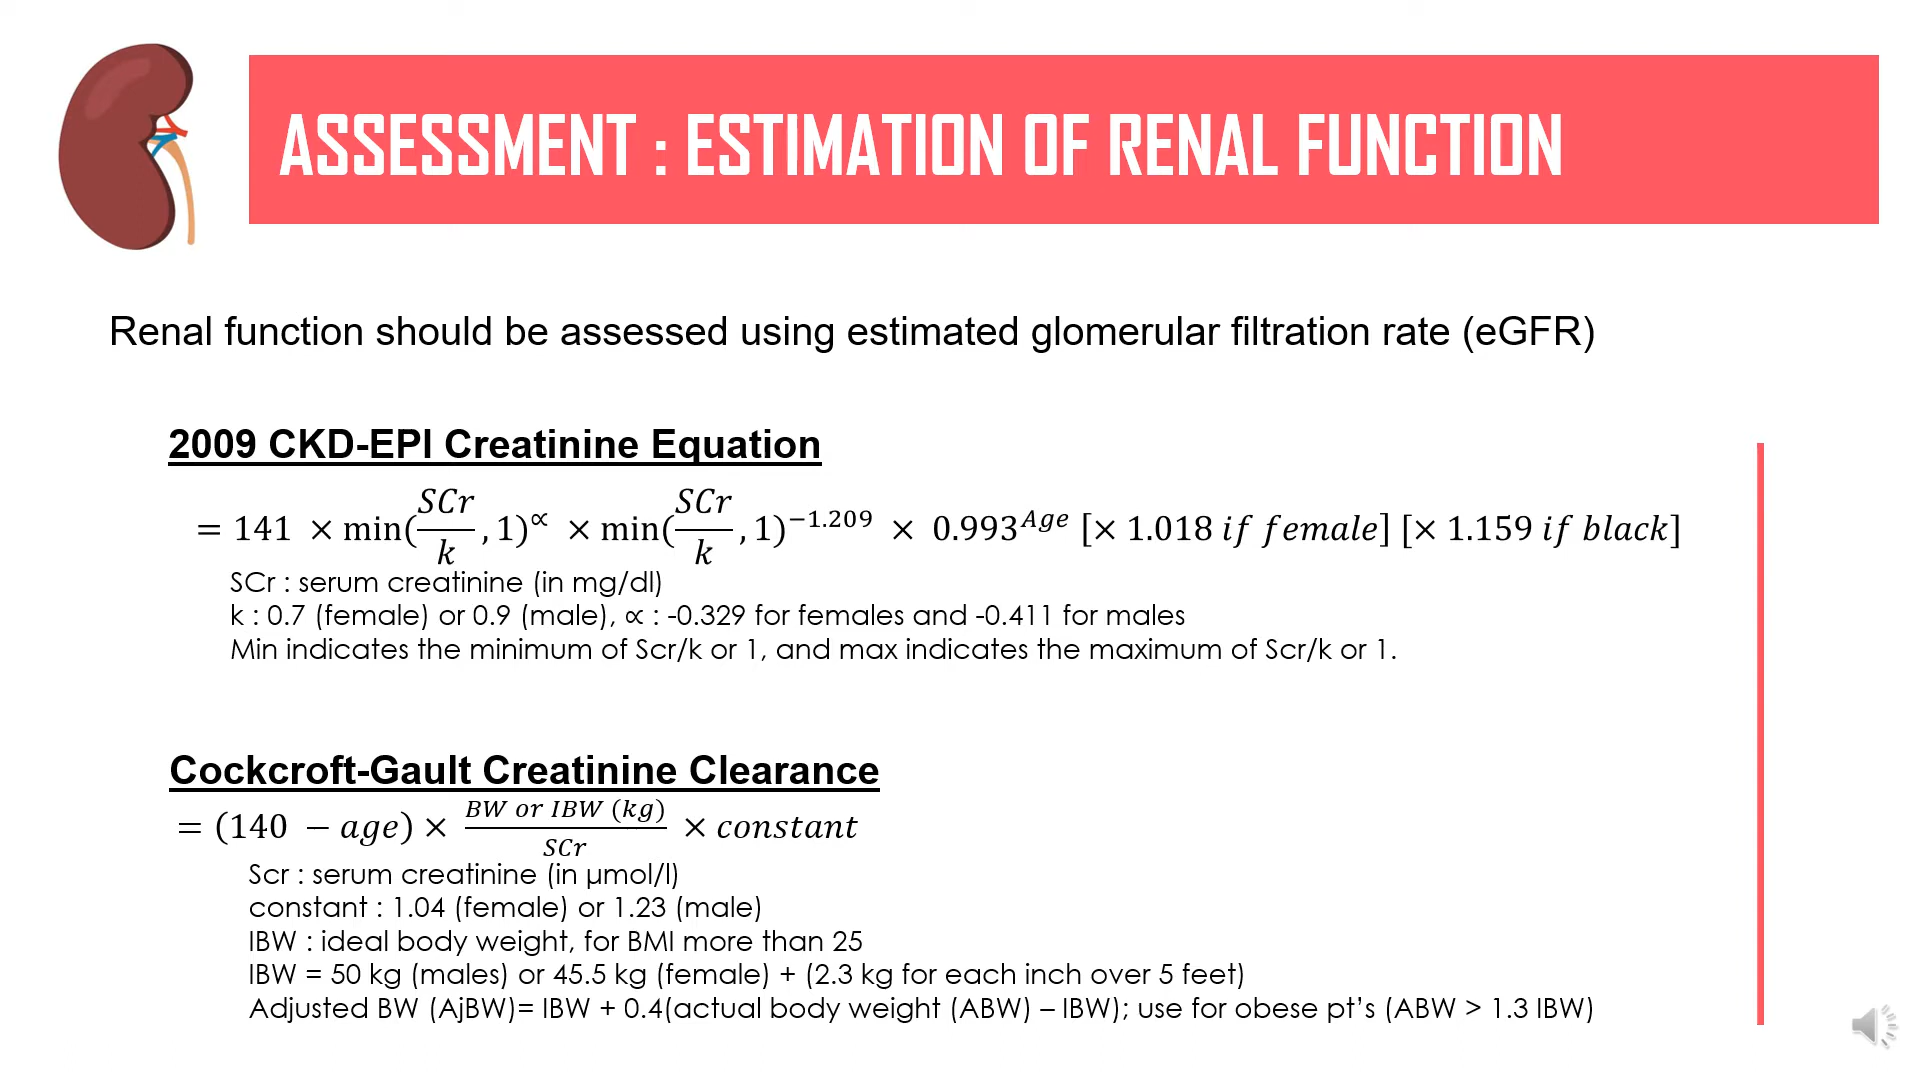 ASSESSMENT : ESTIMATION OF RENAL FUNCTION
Renal function should be assessed using estimated glomerular filtration rate (eGFR)
2009 CKD-EPI Creatinine Equation
= 141 × min(SCr/k, 1)^∝ × min(SCr/k, 1)^−1.209 × 0.993^Age [× 1.018 if female] [× 1.159 if black]
SCr : serum creatinine (in mg/dl)
k : 0.7 (female) or 0.9 (male), ∝ : -0.329 for females and -0.411 for males
Min indicates the minimum of Scr/k or 1, and max indicates the maximum of Scr/k or 1.
Cockcroft-Gault Creatinine Clearance
= (140 − age) × BW or IBW (kg)/SCr × constant
Scr : serum creatinine (in µmol/l)
constant : 1.04 (female) or 1.23 (male)
IBW : ideal body weight, for BMI more than 25
IBW = 50 kg (males) or 45.5 kg (female) + (2.3 kg for each inch over 5 feet)
Adjusted BW (AjBW)= IBW + 0.4(actual body weight (ABW) – IBW); use for obese pt’s (ABW > 1.3 IBW)